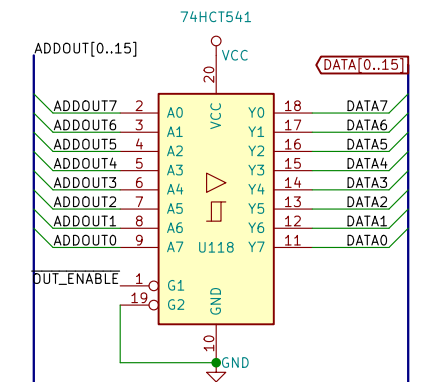 74HCT541
ADDOUT[0..15]
VCC
DATA[0..15]
20
VCC
ADDOUT7 2 A0 Y0 18 DATA7
ADDOUT6 3 A1 Y1 17 DATA6
ADDOUT5 4 A2 Y2 16 DATA5
ADDOUT4 5 A3 Y3 15 DATA4
ADDOUT3 6 A4 Y4 14 DATA3
ADDOUT2 7 A5 Y5 13 DATA2
ADDOUT1 8 A6 Y6 12 DATA1
ADDOUT0 9 A7 U118 Y7 11 DATA0
OUT_ENABLE 1 G1
19 G2
GND
10
GND